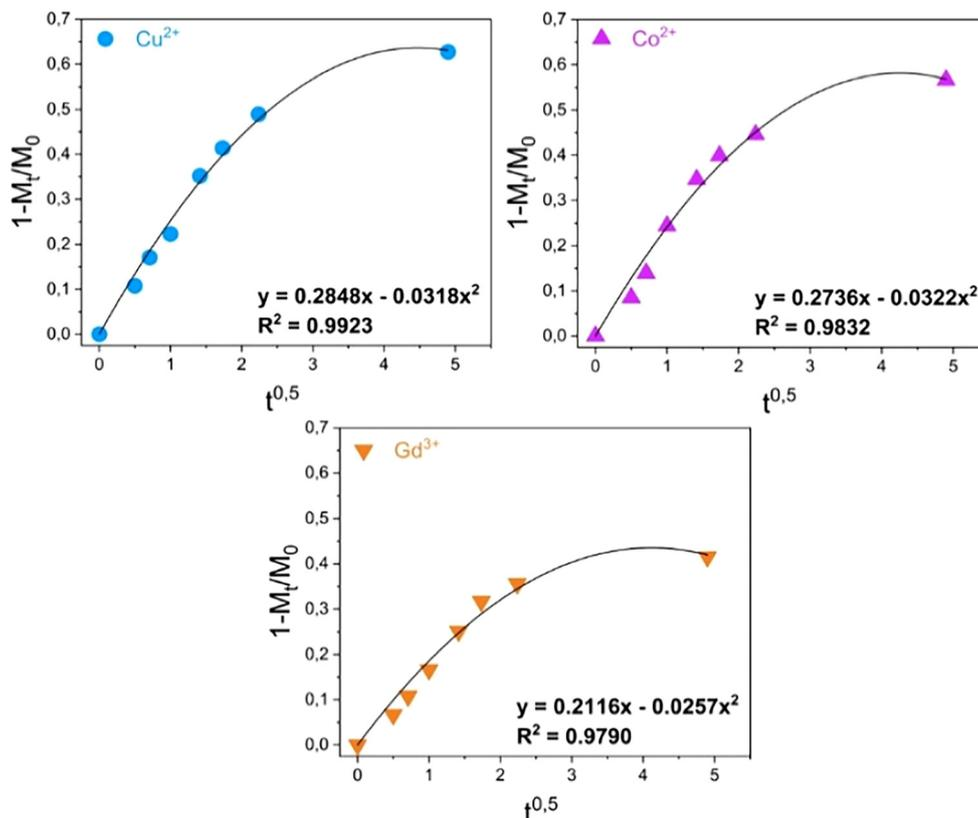 0,7
0,6
0,5
0,4
0,3
0,2
0,1
0,0
1-Mt/M0
Cu2+
y = 0.2848x - 0.0318x2
R2 = 0.9923
0 1 2 3 4 5
t0,5
0,7
0,6
0,5
0,4
0,3
0,2
0,1
0,0
1-Mt/M0
Co2+
y = 0.2736x - 0.0322x2
R2 = 0.9832
0 1 2 3 4 5
t0,5
0,7
0,6
0,5
0,4
0,3
0,2
0,1
0,0
1-Mt/M0
Gd3+
y = 0.2116x - 0.0257x2
R2 = 0.9790
0 1 2 3 4 5
t0,5